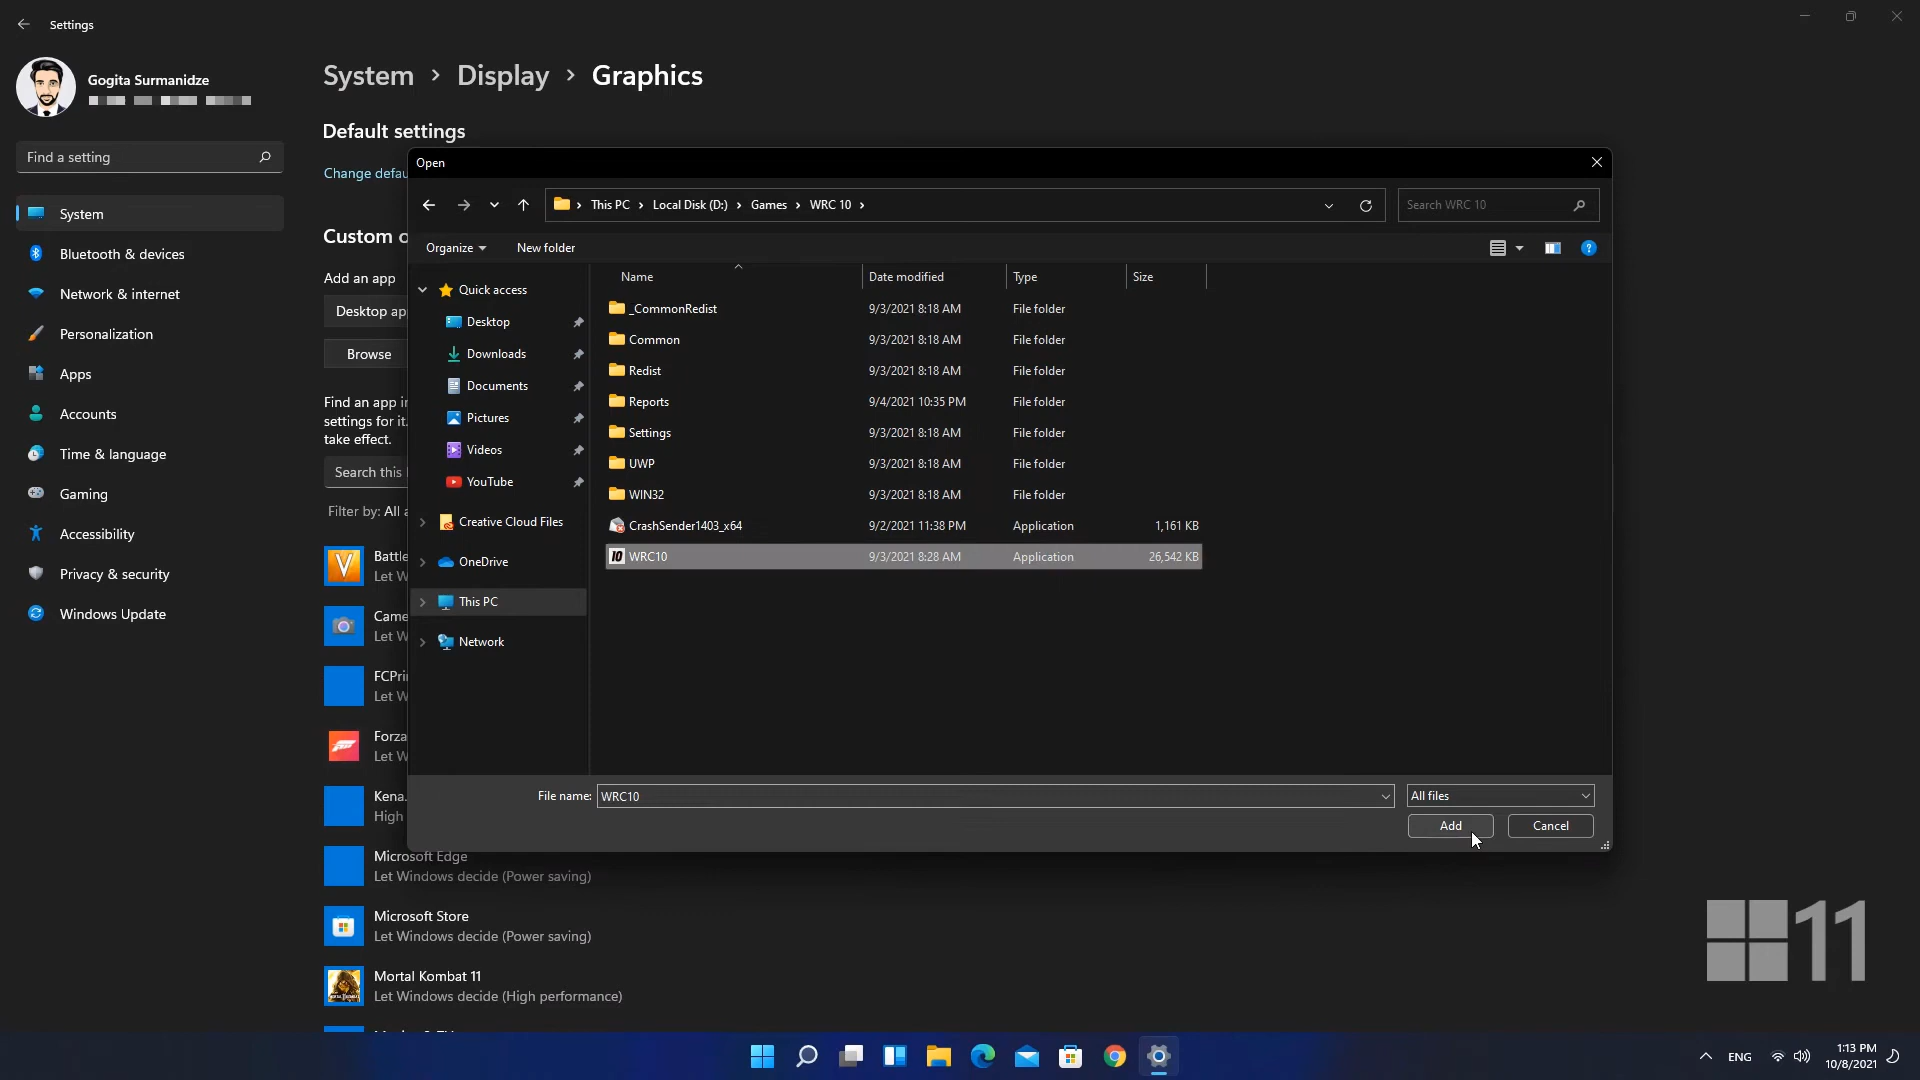 Settings
Gogita Surmanidze
Find a setting
System
Bluetooth & devices
Network & internet
Personalization
Apps
Accounts
Time & language
Gaming
Accessibility
Privacy & security
Windows Update
System > Display > Graphics
Default settings
Change defau
Custom o
Add an app
Desktop ap
Browse
Find an app i
settings for it.
take effect.
Search this
Filter by: All a
Battle
Let W
Came
Let W
FCPri
Let W
Forza
Let W
Kena.
High
Microsoft Edge
Let Windows decide (Power saving)
Microsoft Store
Let Windows decide (Power saving)
Mortal Kombat 11
Let Windows decide (High performance)
Open
This PC > Local Disk (D:) > Games > WRC 10 >
Search WRC 10
Organize
New folder
Quick access
Desktop
Downloads
Documents
Pictures
Videos
YouTube
Creative Cloud Files
OneDrive
This PC
Network
Name Date modified Type Size
_CommonRedist 9/3/2021 8:18 AM File folder
Common 9/3/2021 8:18 AM File folder
Redist 9/3/2021 8:18 AM File folder
Reports 9/4/2021 10:35 PM File folder
Settings 9/3/2021 8:18 AM File folder
UWP 9/3/2021 8:18 AM File folder
WIN32 9/3/2021 8:18 AM File folder
CrashSender1403_x64 9/2/2021 11:38 PM Application 1,161 KB
10 WRC10 9/3/2021 8:28 AM Application 26,542 KB
File name: WRC10
All files
Add
Cancel
11
ENG
1:13 PM
10/8/2021